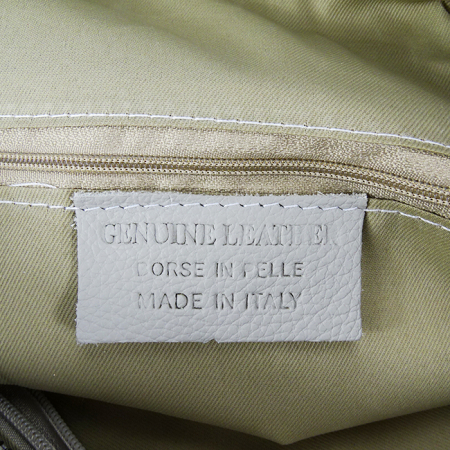 GENUINE LEATHER
BORSE IN PELLE
MADE IN ITALY